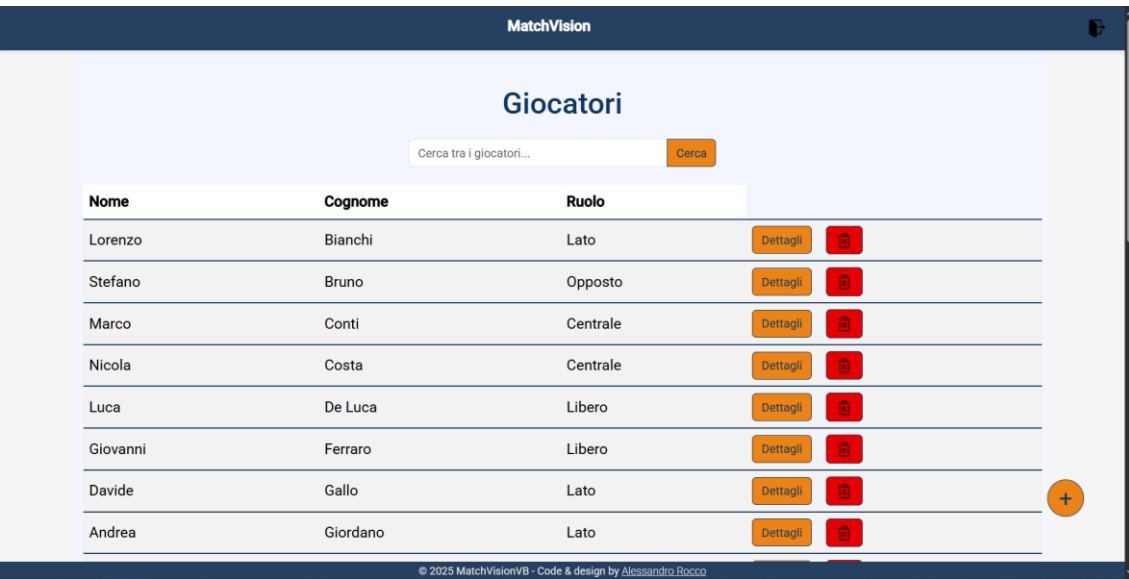 MatchVision
Giocatori
Cerca tra i giocatori... Cerca
Nome Cognome Ruolo
Lorenzo Bianchi Lato Dettagli
Stefano Bruno Opposto Dettagli
Marco Conti Centrale Dettagli
Nicola Costa Centrale Dettagli
Luca De Luca Libero Dettagli
Giovanni Ferraro Libero Dettagli
Davide Gallo Lato Dettagli
+
Andrea Giordano Lato Dettagli
© 2025 MatchVisionVB - Code & design by Alessandro Rocco